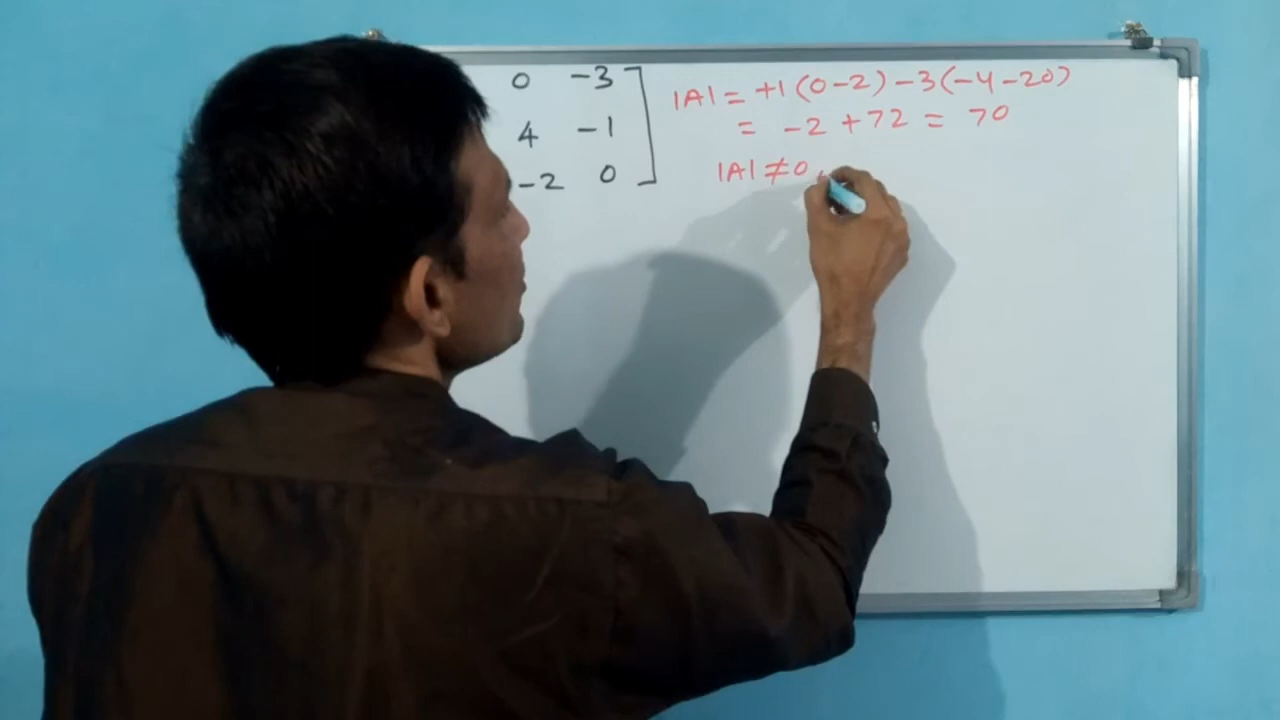 0 -3
4 -1
-2 0
|A| = +1(0-2)-3(-4-20)
= -2 +72 = 70
|A| ≠ 0